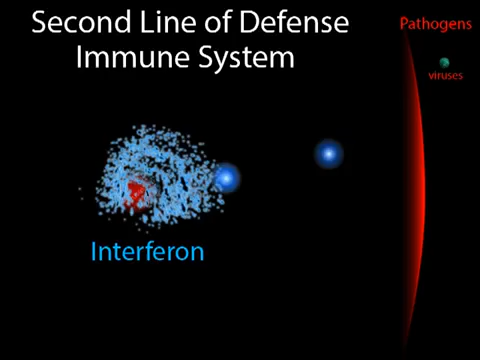 Second Line of Defense
Immune System
Pathogens
viruses
Interferon